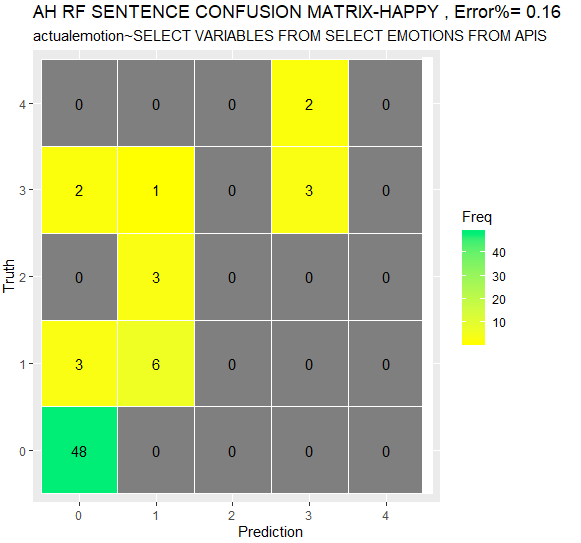 AH RF SENTENCE CONFUSION MATRIX-HAPPY , Error%= 0.16
actualemotion~SELECT VARIABLES FROM SELECT EMOTIONS FROM APIS
4 0 0 0 2 0
3 2 1 0 3 0
2 0 3 0 0 0
1 3 6 0 0 0
0 48 0 0 0 0
0 1 2 3 4
Prediction
Truth
Freq
40
30
20
10